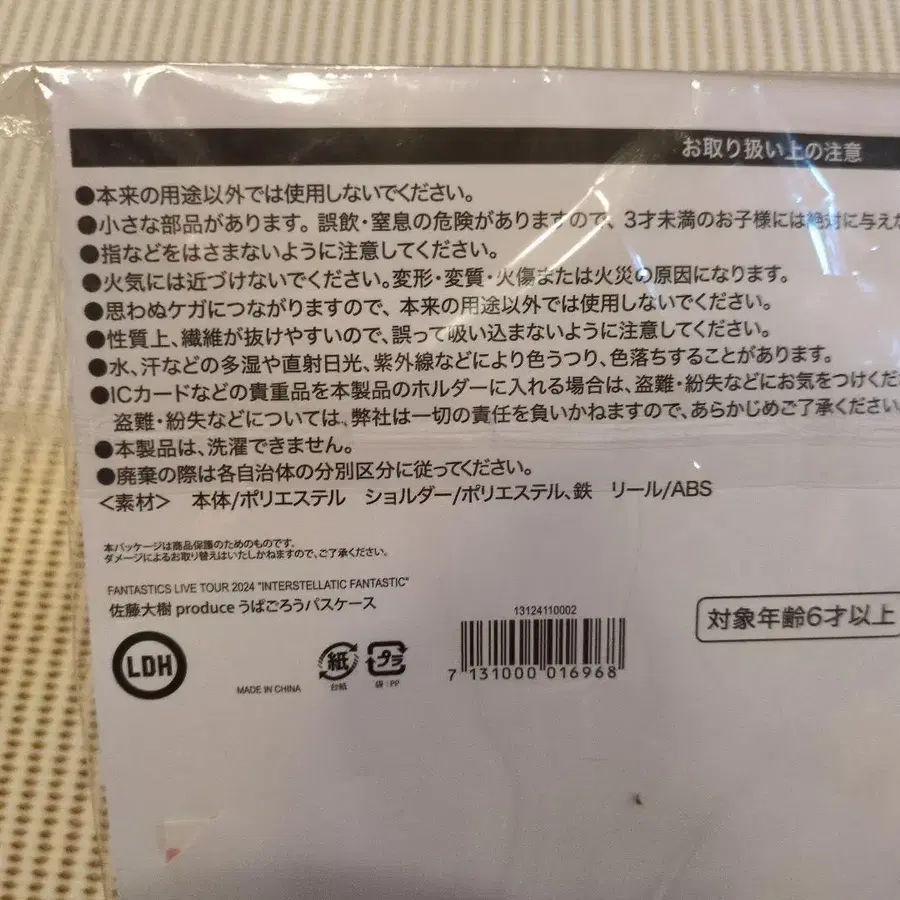 お取り扱い上の注意
●本来の用途以外では使用しないでください。
●小さな部品があります。誤飲・窒息の危険がありますので、3才未満のお子様には絶対に与えな
●指などをはさまないように注意してください。
●火気には近づけないでください。変形・変質・火傷または火災の原因になります。
●思わぬケガにつながりますので、本来の用途以外では使用しないでください。
●性質上、繊維が抜けやすいので、誤って吸い込まないように注意してください。
●水、汗などの多湿や直射日光、紫外線などにより色うつり、色落ちすることがあります。
●ICカードなどの貴重品を本製品のホルダーに入れる場合は、盗難・紛失などにお気をつけくだ
盗難・紛失などについては、弊社は一切の責任を負いかねますので、あらかじめご了承ください。
●本製品は、洗濯できません。
●廃棄の際は各自治体の分別区分に従ってください。
<素材> 本体/ポリエステル ショルダー/ポリエステル、鉄 リール/ABS
本パッケージは商品保護のためのものです。
ダメージによるお取り替えはいたしかねますので、ご了承ください。
FANTASTICS LIVE TOUR 2024 "INTERSTELLATIC FANTASTIC"
佐藤大樹 produce うぱごろうパスケース
LDH
MADE IN CHINA
紙
台紙
プラ
袋:PP
13124110002
7 131000 016968
対象年齢6才以上